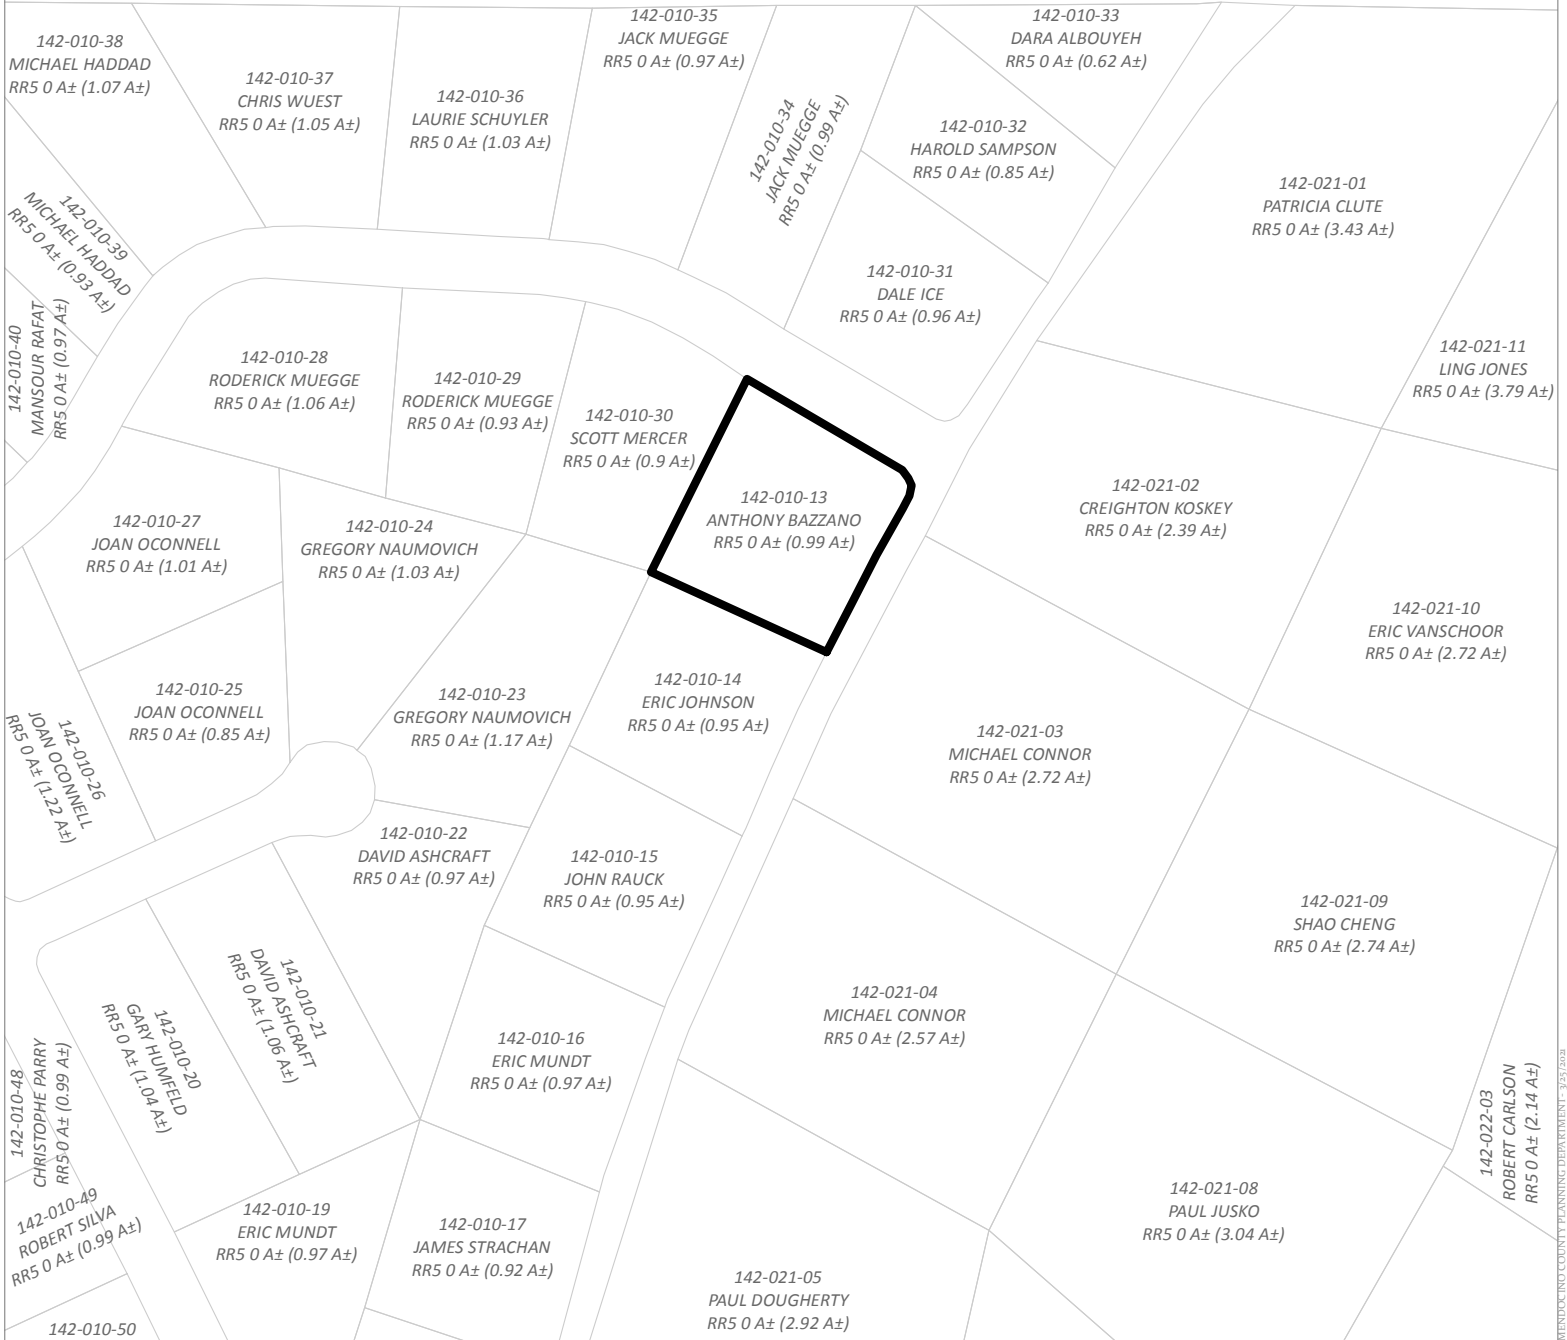 142-010-38
MICHAEL HADDAD
RR5 0 A± (1.07 A±)
142-010-37
CHRIS WUEST
RR5 0 A± (1.05 A±)
142-010-36
LAURIE SCHUYLER
RR5 0 A± (1.03 A±)
142-010-35
JACK MUEGGE
RR5 0 A± (0.97 A±)
142-010-34
JACK MUEGGE
RR5 0 A± (0.99 A±)
142-010-33
DARA ALBOUYEH
RR5 0 A± (0.62 A±)
142-010-32
HAROLD SAMPSON
RR5 0 A± (0.85 A±)
142-021-01
PATRICIA CLUTE
RR5 0 A± (3.43 A±)
142-010-39
MICHAEL HADDAD
RR5 0 A± (0.93 A±)
142-010-31
DALE ICE
RR5 0 A± (0.96 A±)
142-010-40
MANSOUR RAFAT
RR5 0 A± (0.97 A±)
142-010-28
RODERICK MUEGGE
RR5 0 A± (1.06 A±)
142-010-29
RODERICK MUEGGE
RR5 0 A± (0.93 A±)
142-010-30
SCOTT MERCER
RR5 0 A± (0.9 A±)
142-021-11
LING JONES
RR5 0 A± (3.79 A±)
142-010-13
ANTHONY BAZZANO
RR5 0 A± (0.99 A±)
142-021-02
CREIGHTON KOSKEY
RR5 0 A± (2.39 A±)
142-010-27
JOAN OCONNELL
RR5 0 A± (1.01 A±)
142-010-24
GREGORY NAUMOVICH
RR5 0 A± (1.03 A±)
142-021-10
ERIC VANSCHOOR
RR5 0 A± (2.72 A±)
142-010-25
JOAN OCONNELL
RR5 0 A± (0.85 A±)
142-010-23
GREGORY NAUMOVICH
RR5 0 A± (1.17 A±)
142-010-14
ERIC JOHNSON
RR5 0 A± (0.95 A±)
142-010-26
JOAN OCONNELL
RR5 0 A± (1.22 A±)
142-021-03
MICHAEL CONNOR
RR5 0 A± (2.72 A±)
142-010-22
DAVID ASHCRAFT
RR5 0 A± (0.97 A±)
142-010-15
JOHN RAUCK
RR5 0 A± (0.95 A±)
142-021-09
SHAO CHENG
RR5 0 A± (2.74 A±)
142-010-21
DAVID ASHCRAFT
RR5 0 A± (1.06 A±)
142-010-20
GARY HUMFELD
RR5 0 A± (1.04 A±)
142-021-04
MICHAEL CONNOR
RR5 0 A± (2.57 A±)
142-010-16
ERIC MUNDT
RR5 0 A± (0.97 A±)
142-010-48
CHRISTOPHE PARRY
RR5 0 A± (0.99 A±)
142-022-03
ROBERT CARLSON
RR5 0 A± (2.14 A±)
142-010-49
ROBERT SILVA
RR5 0 A± (0.99 A±)
142-010-19
ERIC MUNDT
RR5 0 A± (0.97 A±)
142-010-17
JAMES STRACHAN
RR5 0 A± (0.92 A±)
142-021-08
PAUL JUSKO
RR5 0 A± (3.04 A±)
142-021-05
PAUL DOUGHERTY
RR5 0 A± (2.92 A±)
142-010-50
MENDOCINO COUNTY PLANNING DEPARTMENT - 3/25/2021